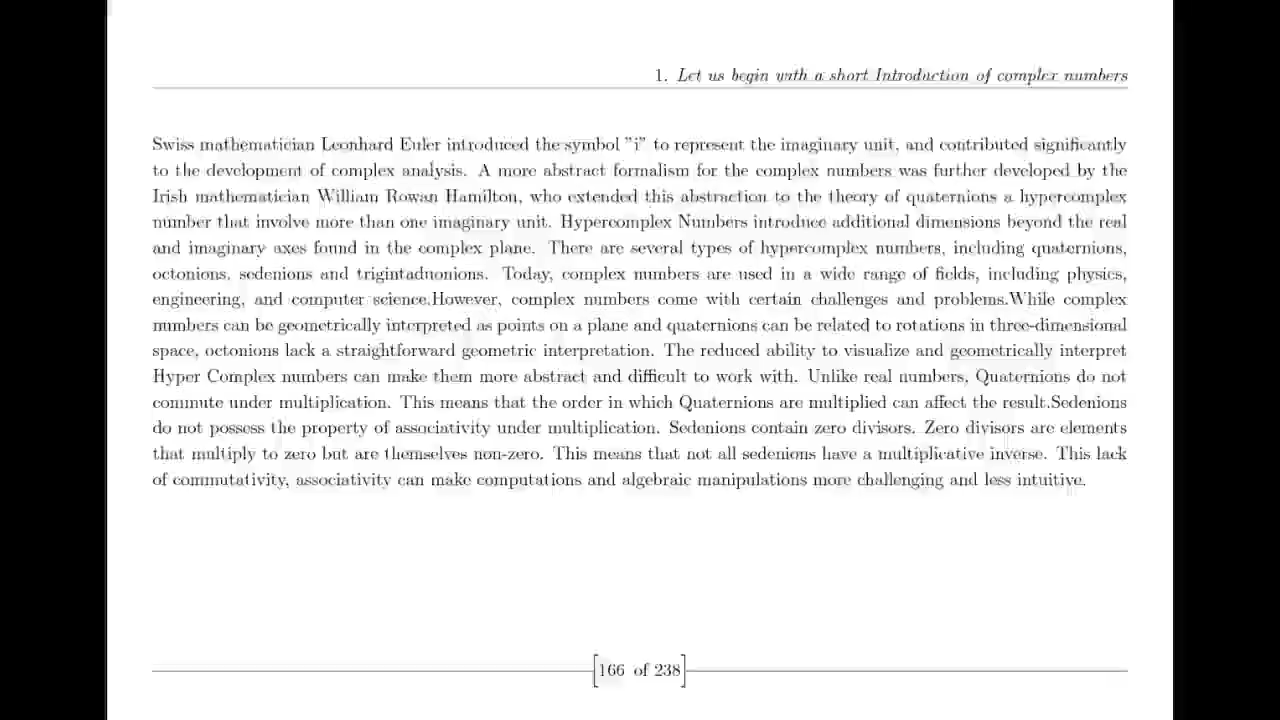 1. Let us begin with a short Introduction of complex numbers
Swiss mathematician Leonhard Euler introduced the symbol "i" to represent the imaginary unit, and contributed significantly
to the development of complex analysis. A more abstract formalism for the complex numbers was further developed by the
Irish mathematician William Rowan Hamilton, who extended this abstraction to the theory of quaternions a hypercomplex
number that involve more than one imaginary unit. Hypercomplex Numbers introduce additional dimensions beyond the real
and imaginary axes found in the complex plane. There are several types of hypercomplex numbers, including quaternions,
octonions, sedenions and trigintaduonions. Today, complex numbers are used in a wide range of fields, including physics,
engineering, and computer science.However, complex numbers come with certain challenges and problems.While complex
numbers can be geometrically interpreted as points on a plane and quaternions can be related to rotations in three-dimensional
space, octonions lack a straightforward geometric interpretation. The reduced ability to visualize and geometrically interpret
Hyper Complex numbers can make them more abstract and difficult to work with. Unlike real numbers, Quaternions do not
commute under multiplication. This means that the order in which Quaternions are multiplied can affect the result.Sedenions
do not possess the property of associativity under multiplication. Sedenions contain zero divisors. Zero divisors are elements
that multiply to zero but are themselves non-zero. This means that not all sedenions have a multiplicative inverse. This lack
of commutativity, associativity can make computations and algebraic manipulations more challenging and less intuitive.
166 of 238